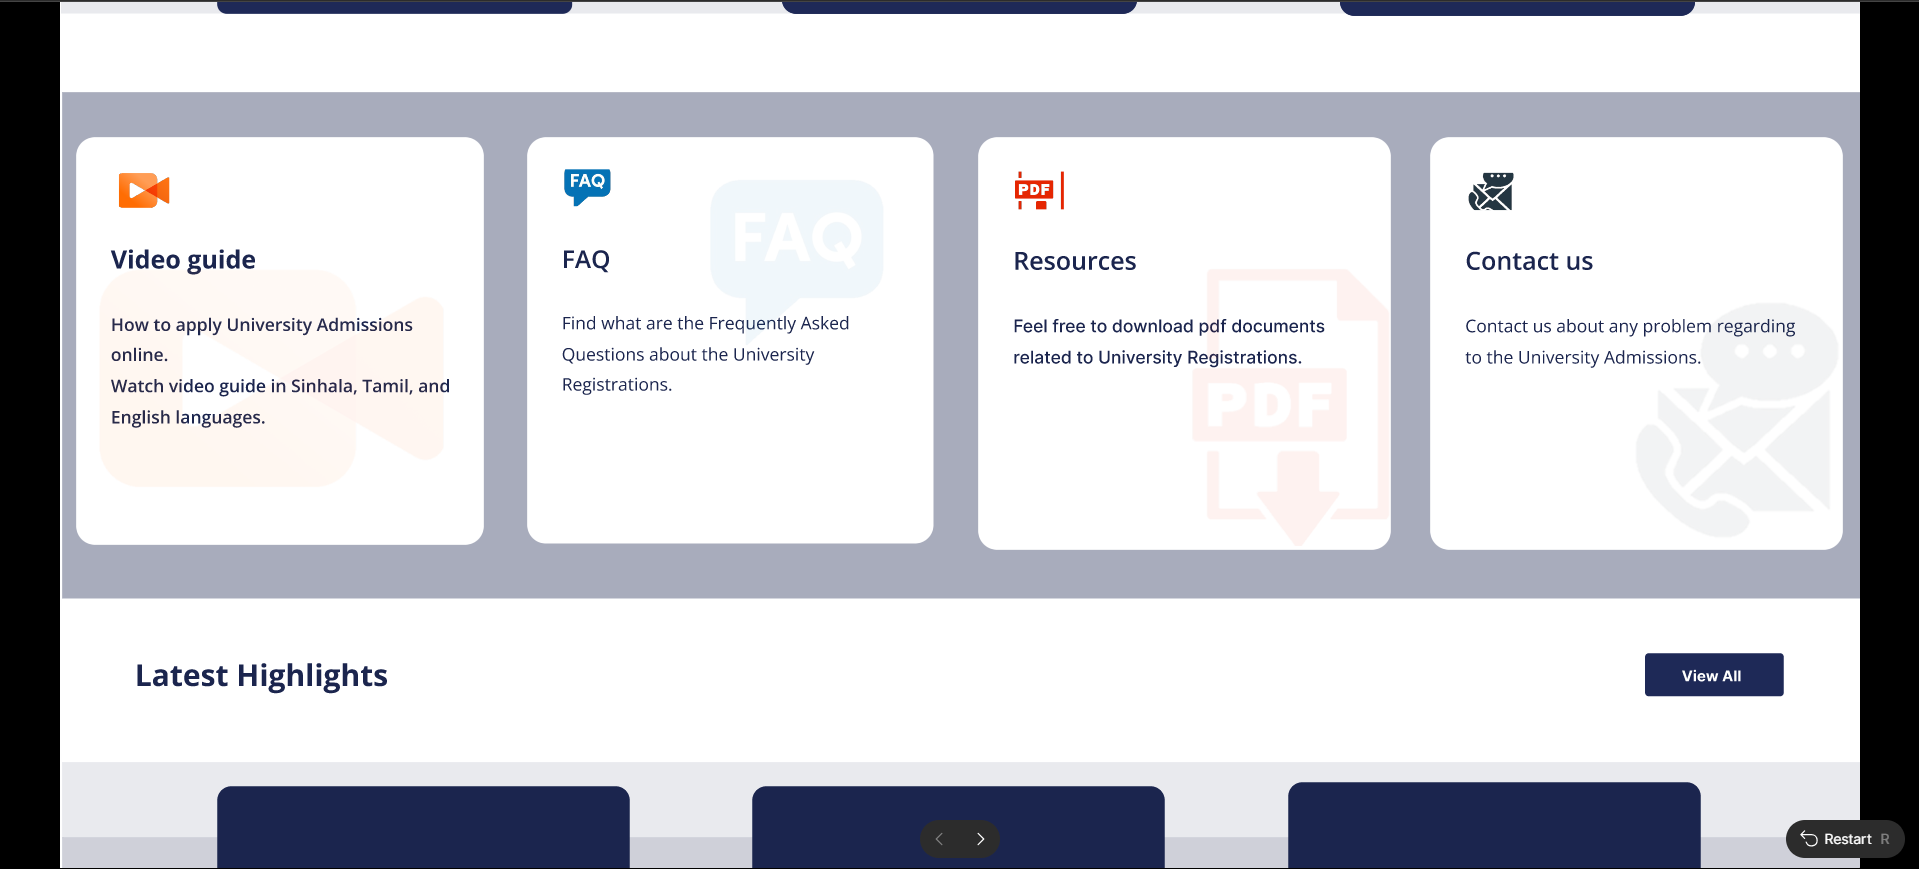 FAQ
FAQ
PDF
Video guide
How to apply University Admissions
online.
Watch video guide in Sinhala, Tamil, and
English languages.
FAQ
Find what are the Frequently Asked
Questions about the University
Registrations.
Resources
Feel free to download pdf documents
related to University Registrations.
PDF
Contact us
Contact us about any problem regarding
to the University Admissions.
Latest Highlights
View All
Restart R